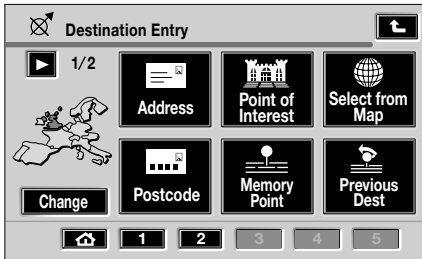 Destination Entry
1/2
Address
Point of
Interest
Select from
Map
Change
Postcode
Memory
Point
Previous
Dest
1 2 3 4 5